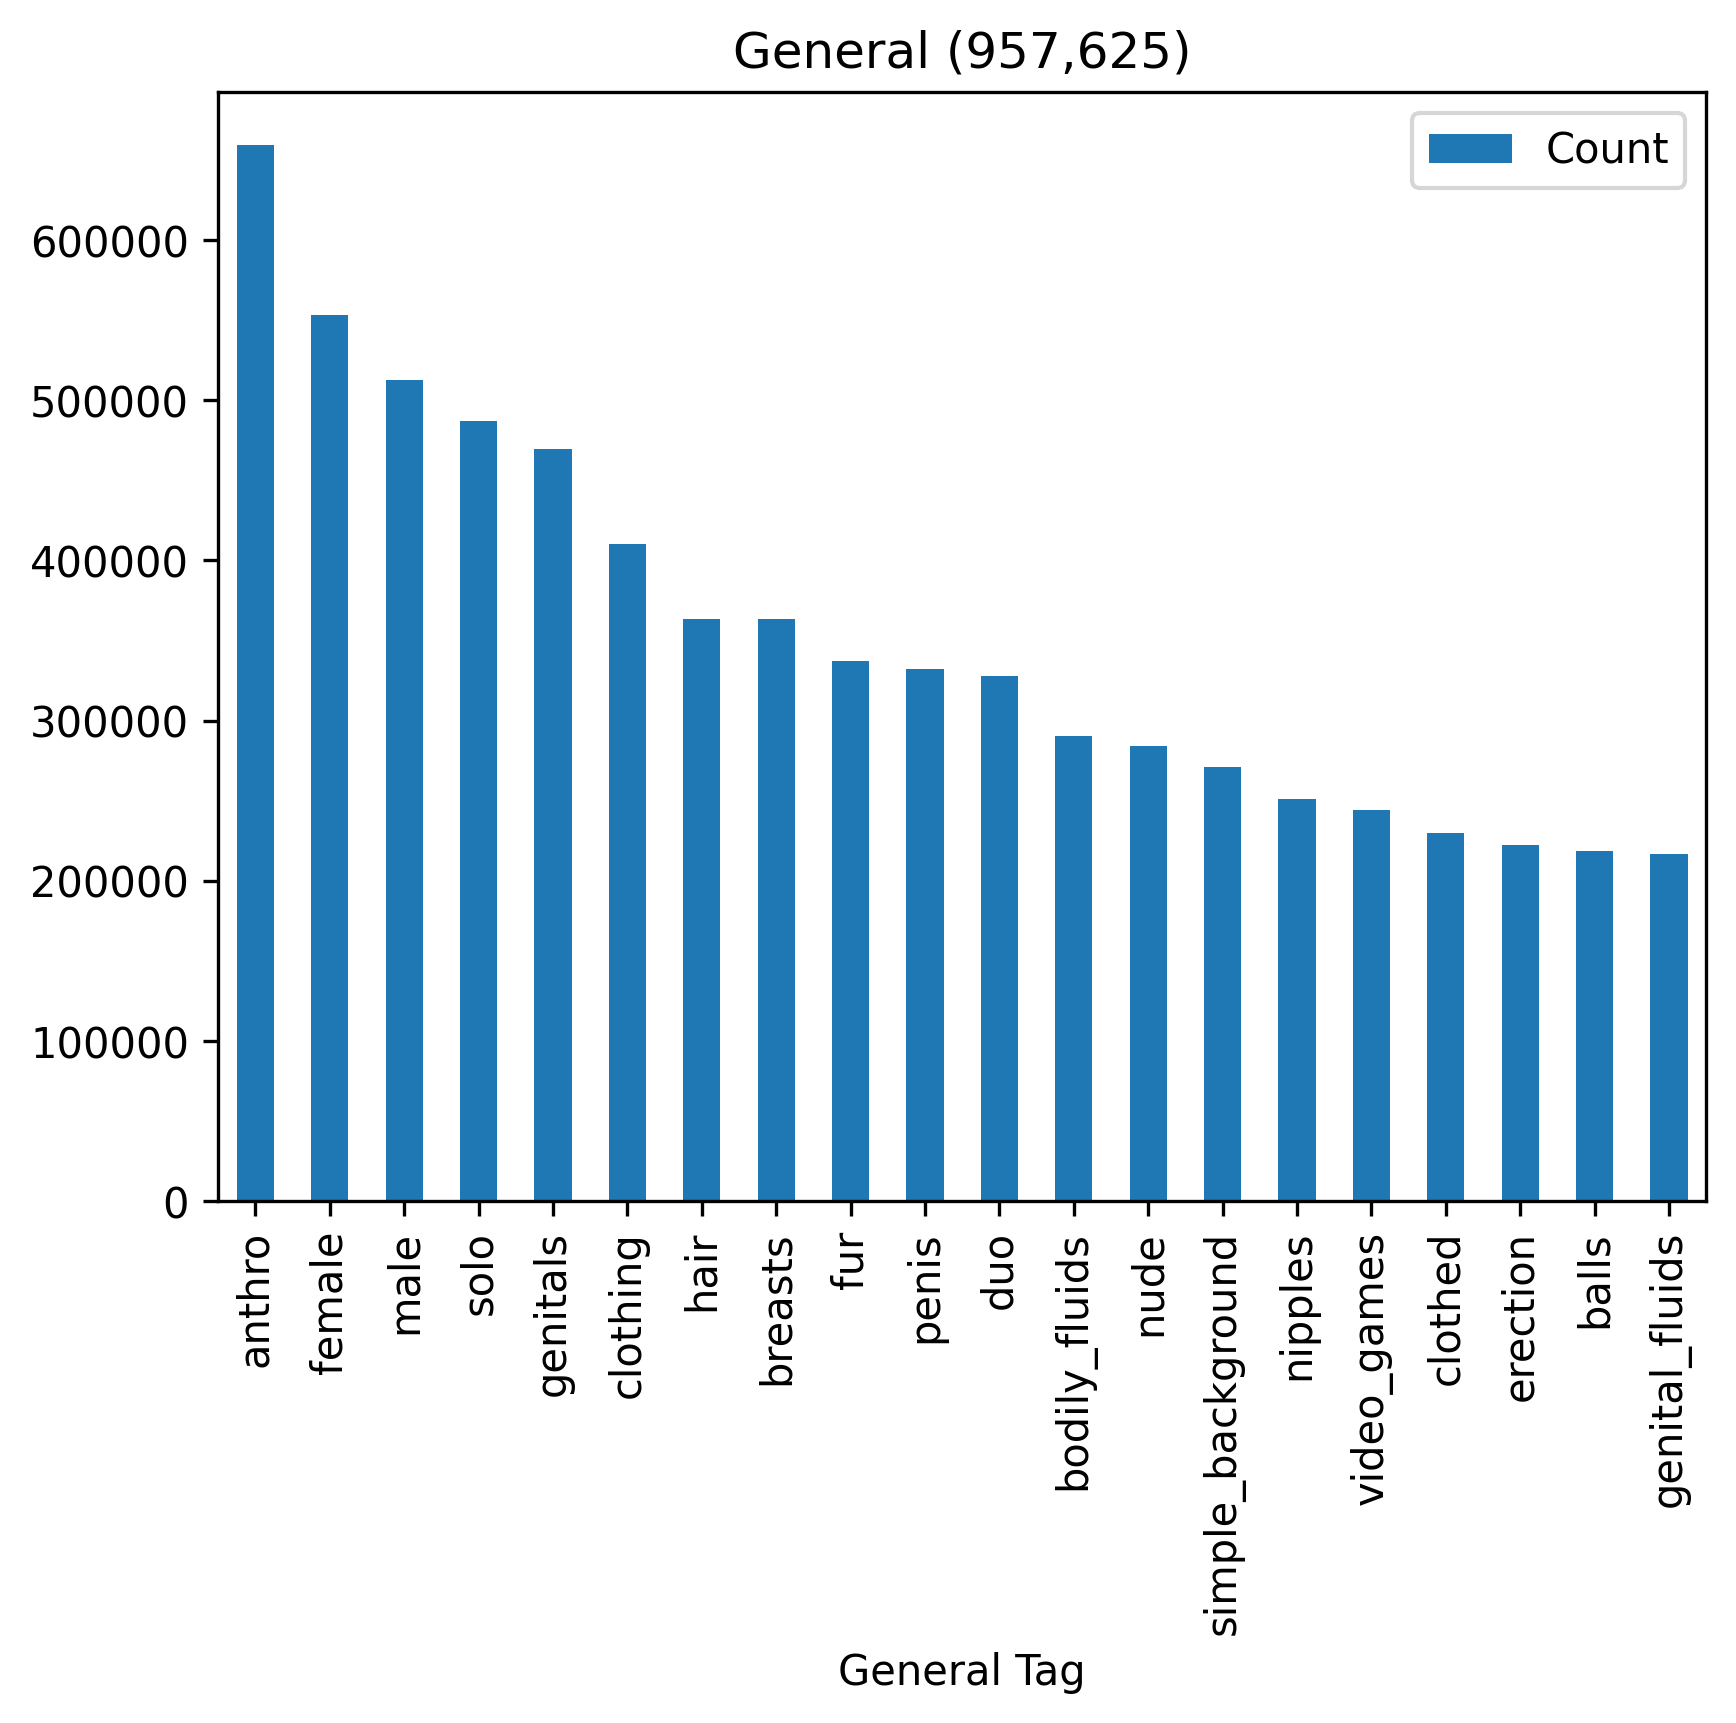 General (957,625)
Count
600000
500000
400000
300000
200000
100000
0
anthro
female
male
solo
genitals
clothing
hair
breasts
fur
penis
duo
bodily_fluids
nude
simple_background
nipples
video_games
clothed
erection
balls
genital_fluids
General Tag